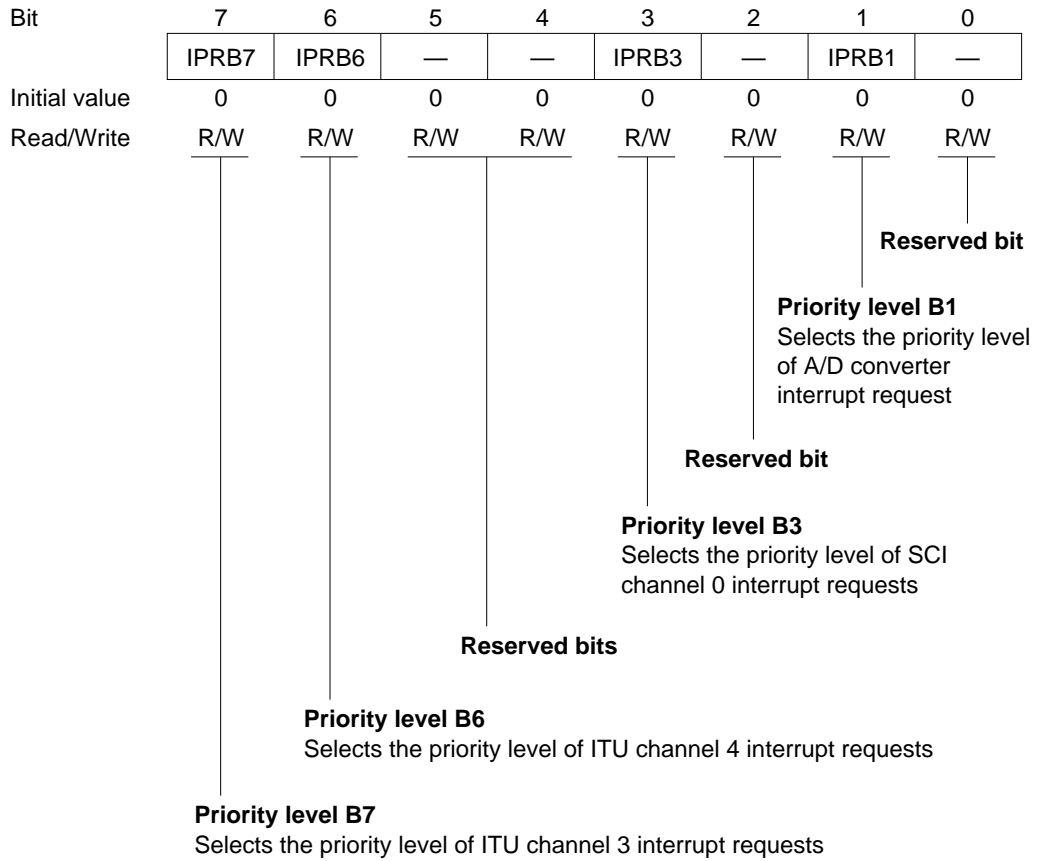 Bit 7 6 5 4 3 2 1 0
IPRB7 IPRB6 — — IPRB3 — IPRB1 —
Initial value 0 0 0 0 0 0 0 0
Read/Write R/W R/W R/W R/W R/W R/W R/W R/W
Reserved bit
Priority level B1
Selects the priority level
of A/D converter
interrupt request
Reserved bit
Priority level B3
Selects the priority level of SCI
channel 0 interrupt requests
Reserved bits
Priority level B6
Selects the priority level of ITU channel 4 interrupt requests
Priority level B7
Selects the priority level of ITU channel 3 interrupt requests